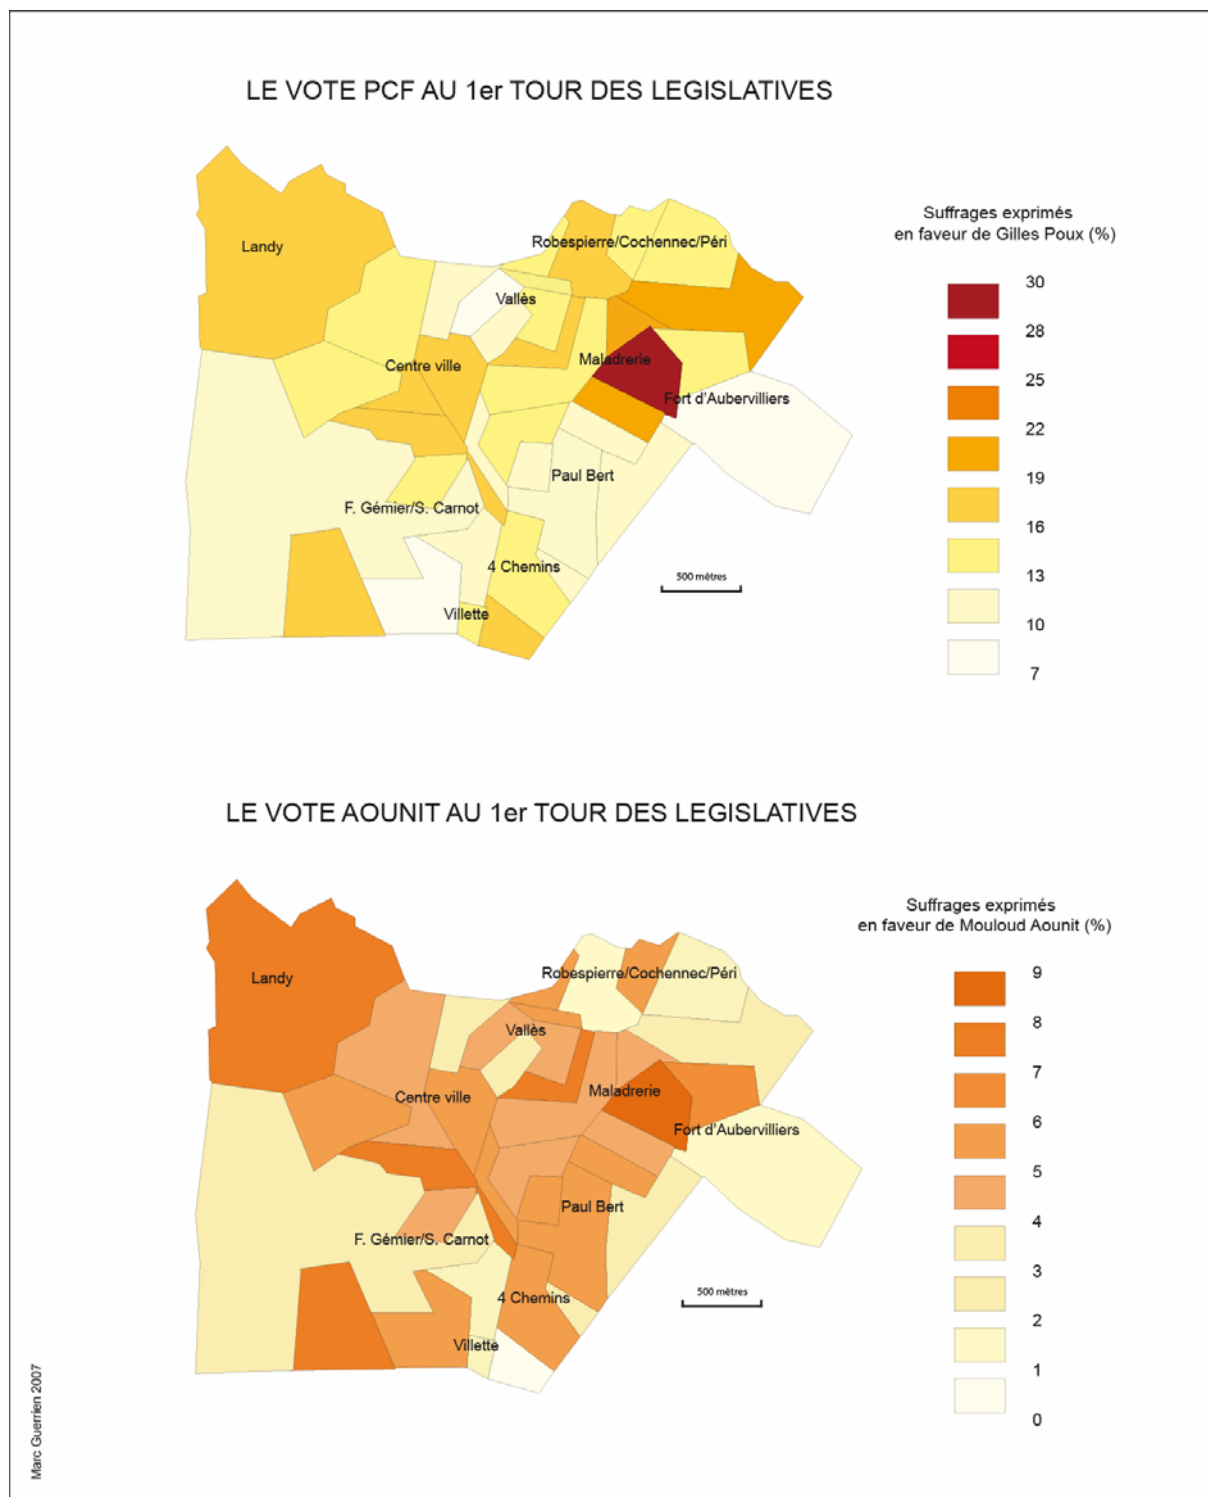 LE VOTE PCF AU 1er TOUR DES LEGISLATIVES
Suffrages exprimés
en faveur de Gilles Poux (%)
Landy
Robespierre/Cochennec/Péri
Vallès
Centre ville
Maladrerie
Fort d'Aubervilliers
Paul Bert
F. Gémier/S. Carnot
4 Chemins
Villette
500 mètres
30
28
25
22
19
16
13
10
7
LE VOTE AOUNIT AU 1er TOUR DES LEGISLATIVES
Suffrages exprimés
en faveur de Mouloud Aounit (%)
Landy
Robespierre/Cochennec/Péri
Vallès
Centre ville
Maladrerie
Fort d'Aubervilliers
Paul Bert
F. Gémier/S. Carnot
4 Chemins
Villette
500 mètres
9
8
7
6
5
4
3
2
1
0
Marc Guerrien 2007